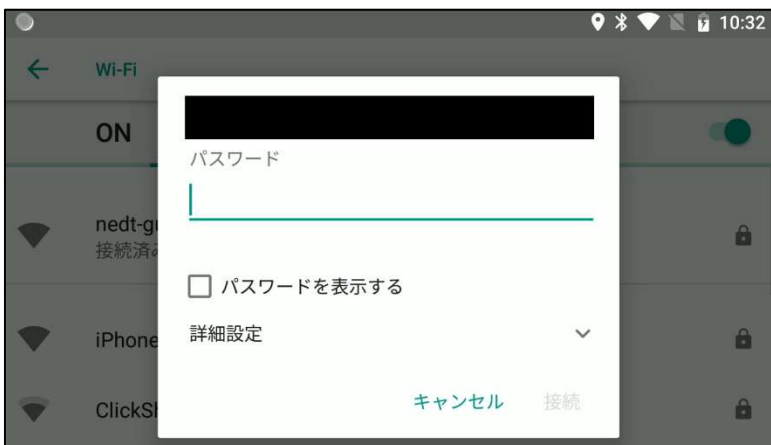 10:32
Wi-Fi
ON
パスワード
nedt-gu
接続済み
パスワードを表示する
iPhone
詳細設定
キャンセル 接続
ClickSh